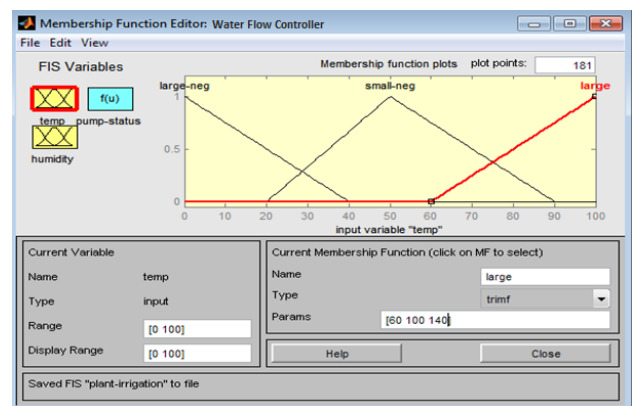 Membership Function Editor: Water Flow Controller
File Edit View
FIS Variables
f(u)
temp pump-status
humidity
Membership function plots plot points: 181
large-neg small-neg large
1
0.5
0
0 10 20 30 40 50 60 70 80 90 100
input variable "temp"
Current Variable
Name temp
Type input
Range [0 100]
Display Range [0 100]
Current Membership Function (click on MF to select)
Name large
Type trimf
Params [60 100 140]
Help Close
Saved FIS "plant-irrigation" to file